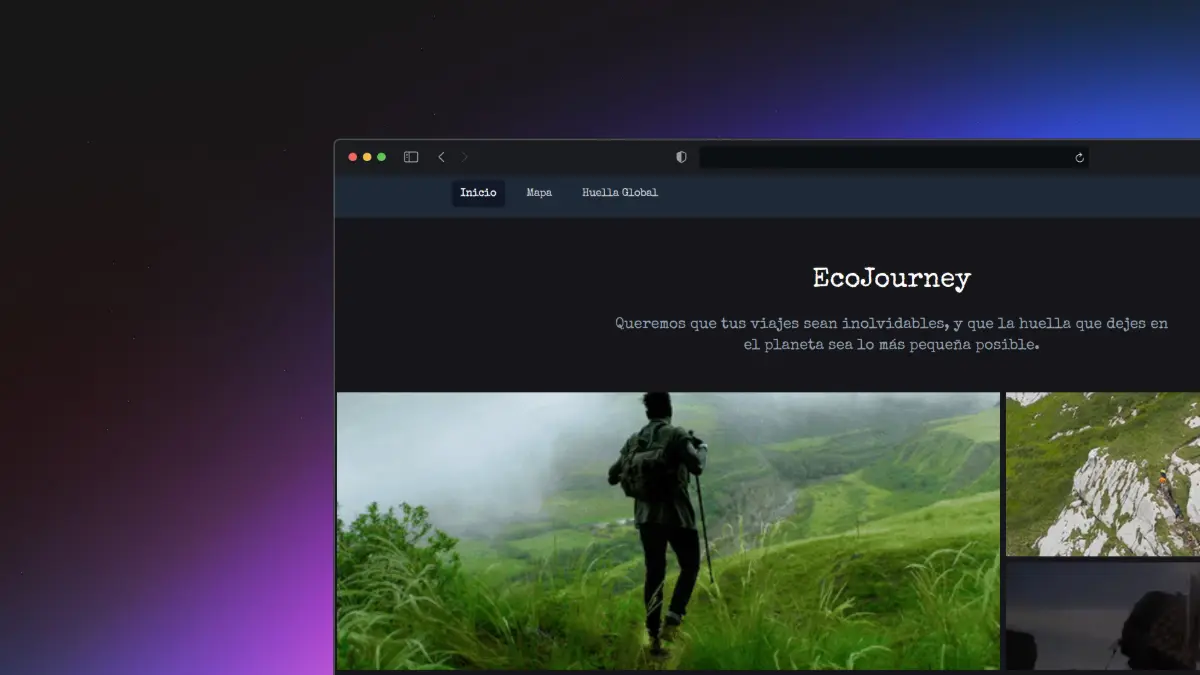 Inicio Mapa Huella Global
EcoJourney
Queremos que tus viajes sean inolvidables, y que la huella que dejes en
el planeta sea lo más pequeña posible.